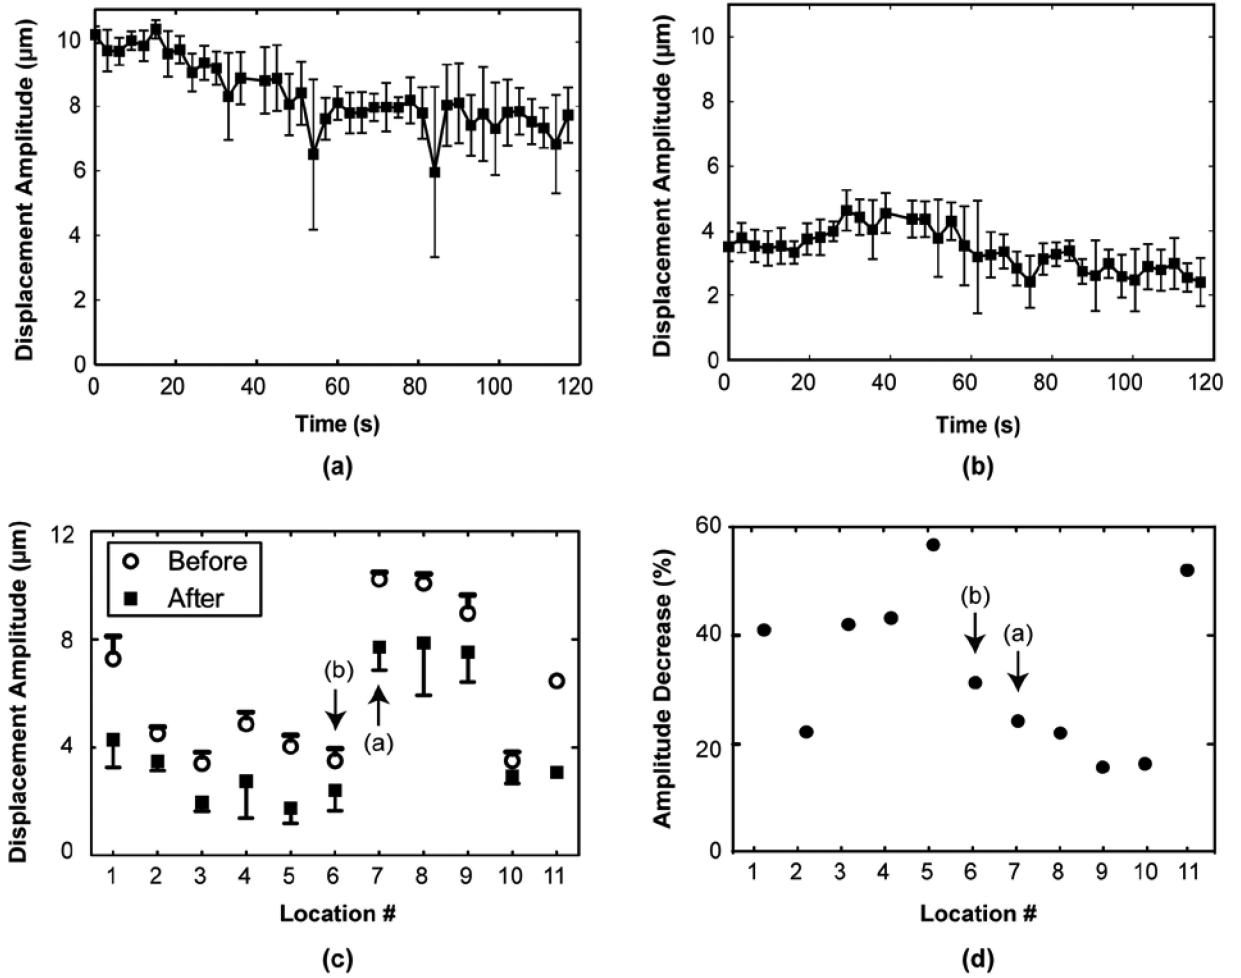 Displacement Amplitude (μm)
10
8
6
4
2
0
0 20 40 60 80 100 120
Time (s)
(a)
Displacement Amplitude (μm)
10
8
6
4
2
0
0 20 40 60 80 100 120
Time (s)
(b)
Displacement Amplitude (μm)
12
8
4
0
Before
After
(b)
(a)
1 2 3 4 5 6 7 8 9 10 11
Location #
(c)
Amplitude Decrease (%)
60
40
20
0
(b)
(a)
1 2 3 4 5 6 7 8 9 10 11
Location #
(d)